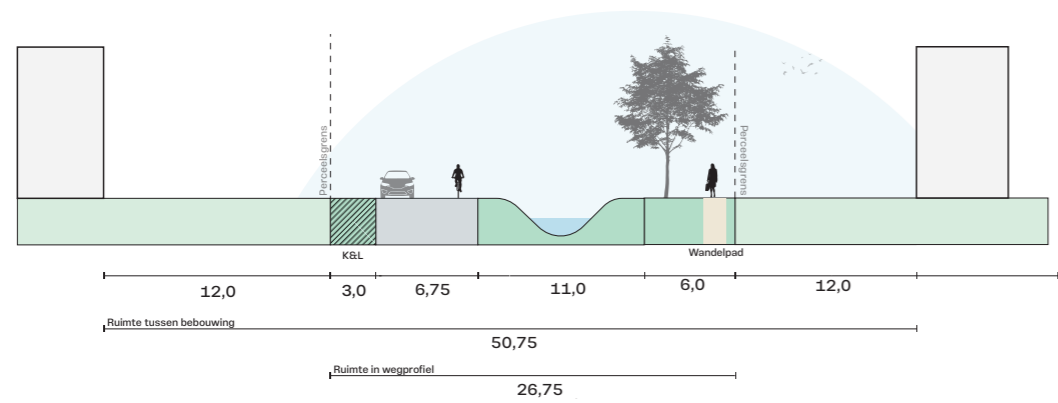 Perceelsgrens
Perceelsgrens
K&L
Wandelpad
12,0
3,0
6,75
11,0
6,0
12,0
Ruimte tussen bebouwing
50,75
Ruimte in wegprofiel
26,75